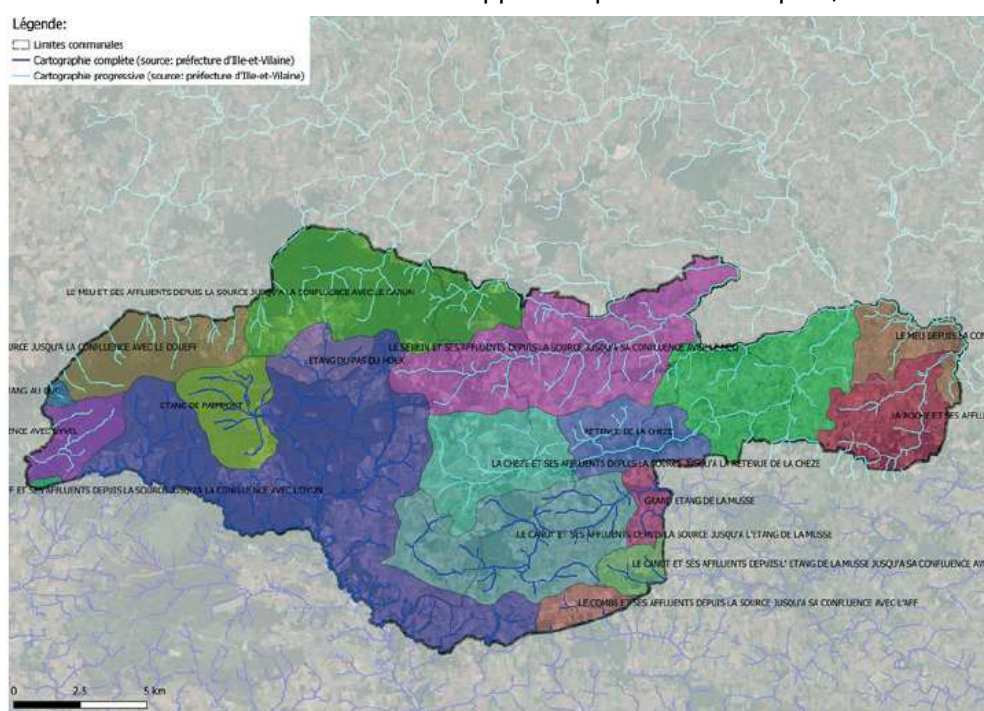 Légende:
Limites communales
Cartographie complète (source: préfecture d'Ille-et-Vilaine)
Cartographie progressive (source: préfecture d'Ille-et-Vilaine)
LE MEU ET SES AFFLUENTS DEPUIS LA SOURCE JUSQU'A LA CONFLUENCE AVEC LE GARUN
LE MEU DEPUIS SA CON
JUSQU'A LA CONFLUENCE AVEC LE DOUEFF
LE SEREIN ET SES AFFLUENTS DEPUIS LA SOURCE JUSQU'A SA CONFLUENCE AVEC LE MEU
ETANG DU PAS DU HOUX
ETANG DE PAIMPONT
LA ROCHE ET SES AFFLU
AVEC
RETENUE DE LA CHEZE
LA CHEZE ET SES AFFLUENTS DEPUIS LA SOURCE JUSQU'A LA RETENUE DE LA CHEZE
ET SES AFFLUENTS DEPUIS LA SOURCE JUSQU'A LA CONFLUENCE AVEC L'OYON
GRAND ETANG DE LA MUSSE
LE CANUT ET SES AFFLUENTS DEPUIS LA SOURCE JUSQU'A L'ETANG DE LA MUSSE
LE CANUT ET SES AFFLUENTS DEPUIS L' ETANG DE LA MUSSE JUSQU'A SA CONFLUENCE AV
LE COMBS ET SES AFFLUENTS DEPUIS LA SOURCE JUSQU'A SA CONFLUENCE AVEC L'AFF
0 2.5 5 km